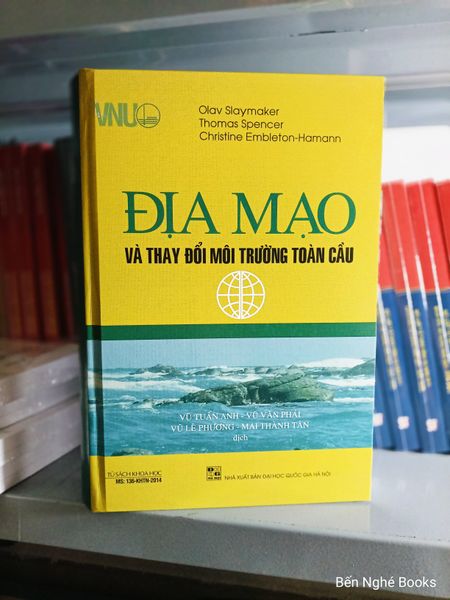 VNU
Olav Slaymaker
Thomas Spencer
Christine Embleton-Hamann
ĐỊA MẠO
VÀ THAY ĐỔI MÔI TRƯỜNG TOÀN CẦU
VŨ TUẤN ANH - VŨ VĂN PHÁI
VŨ LÊ PHƯƠNG - MAI THÀNH TÂN
dịch
TỦ SÁCH KHOA HỌC
MS: 136-KHTN-2014
NHÀ XUẤT BẢN ĐẠI HỌC QUỐC GIA HÀ NỘI
Bến Nghé Books